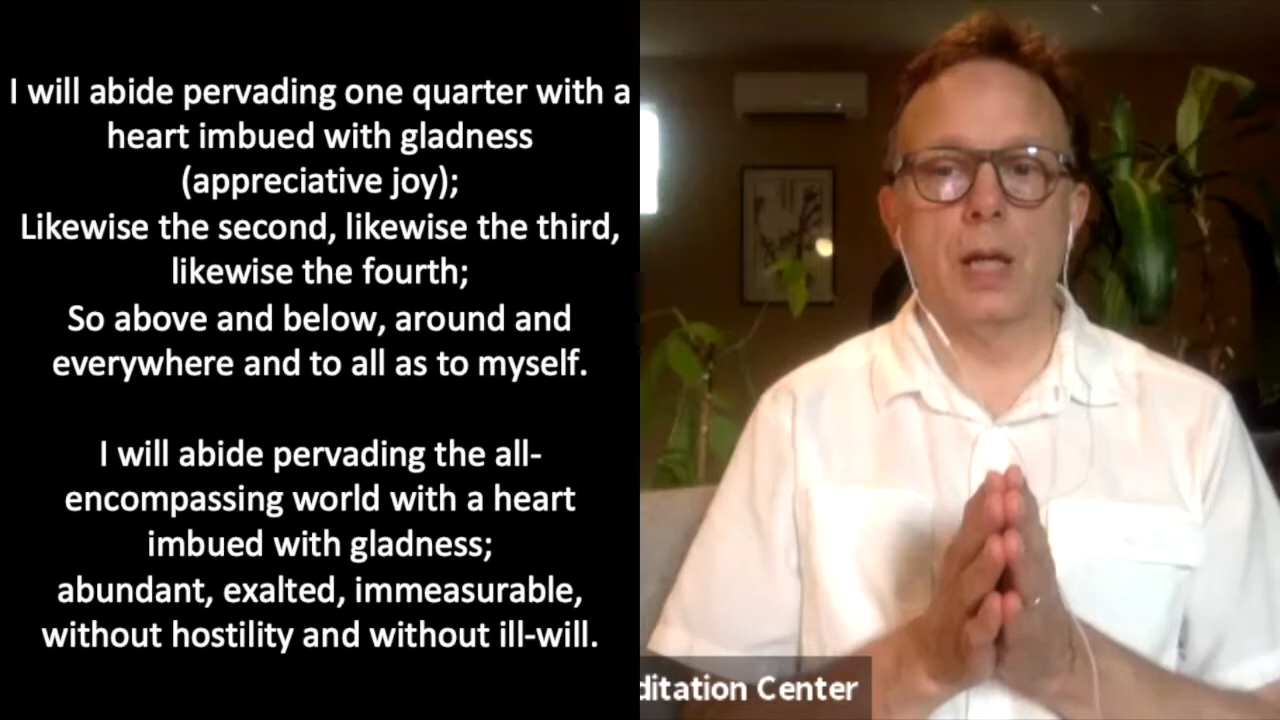 I will abide pervading one quarter with a
heart imbued with gladness
(appreciative joy);
Likewise the second, likewise the third,
likewise the fourth;
So above and below, around and
everywhere and to all as to myself.
I will abide pervading the all-
encompassing world with a heart
imbued with gladness;
abundant, exalted, immeasurable,
without hostility and without ill-will.
ditation Center